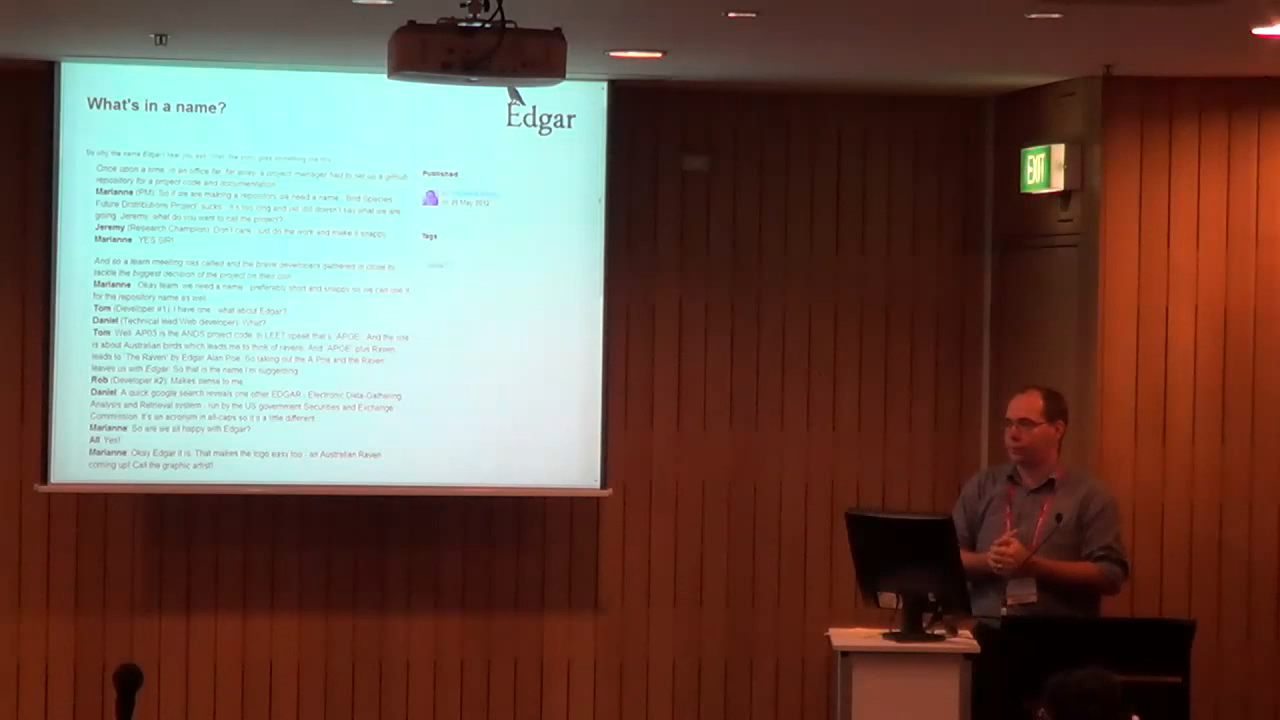 What's in a name?
Edgar
Once upon a time, in an office far, far away, a project manager had to set up a github
repository for a project code and documentation.
Marianne (PM): So if we are making a repository we need a name. 'Bird Species
Future Distributions Project' sucks - it's too long and still doesn't say what we are
doing. Jeremy, what do you want to call the project?
Jeremy (Research Champion): Don't care - just do the work and make it snappy.
Marianne: YES SIR!
And so a team meeting was called and the brave developers gathered in close to
tackle the biggest decision of the project on their own.
Marianne: Okay team, we need a name - preferably short and snappy so we can use it
for the repository name as well.
Tom (Developer #1): I have one - what about Edgar?
Daniel (Technical lead/Web developer): What?
Tom: Well, AP03 is the ANDS project code. In LEET speak that's 'APOE'. And the
is about Australian birds which leads me to think of ravens. And 'APOE' plus Raven
leads to 'The Raven' by Edgar Alan Poe. So taking out the A Poe and the Raven
leaves us with Edgar. So that is the name I'm suggesting.
Rob (Developer #2): Makes sense to me.
Daniel: A quick google search reveals one other EDGAR - Electronic Data-Gathering,
Analysis and Retrieval system - run by the US government Securities and Exchange
Commission. It's an acronym in all-caps so it's a little different.
Marianne: So are we all happy with Edgar?
All: Yes!
Marianne: Okay Edgar it is. That makes the logo easy too - an Australian Raven
coming up! Call the graphic artist!
Published
on 21 May 2012
Tags
EXIT